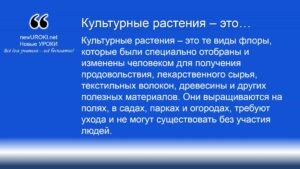 Культурные растения – это…
newUROKI.net
Новые УРОКИ
Всё для учителя – всё бесплатно!
Культурные растения – это те виды флоры,
которые были специально отобраны и
изменены человеком для получения
продовольствия, лекарственного сырья,
текстильных волокон, древесины и других
полезных материалов. Они выращиваются на
полях, в садах, парках и огородах, требуют
ухода и не могут существовать без участия
людей.